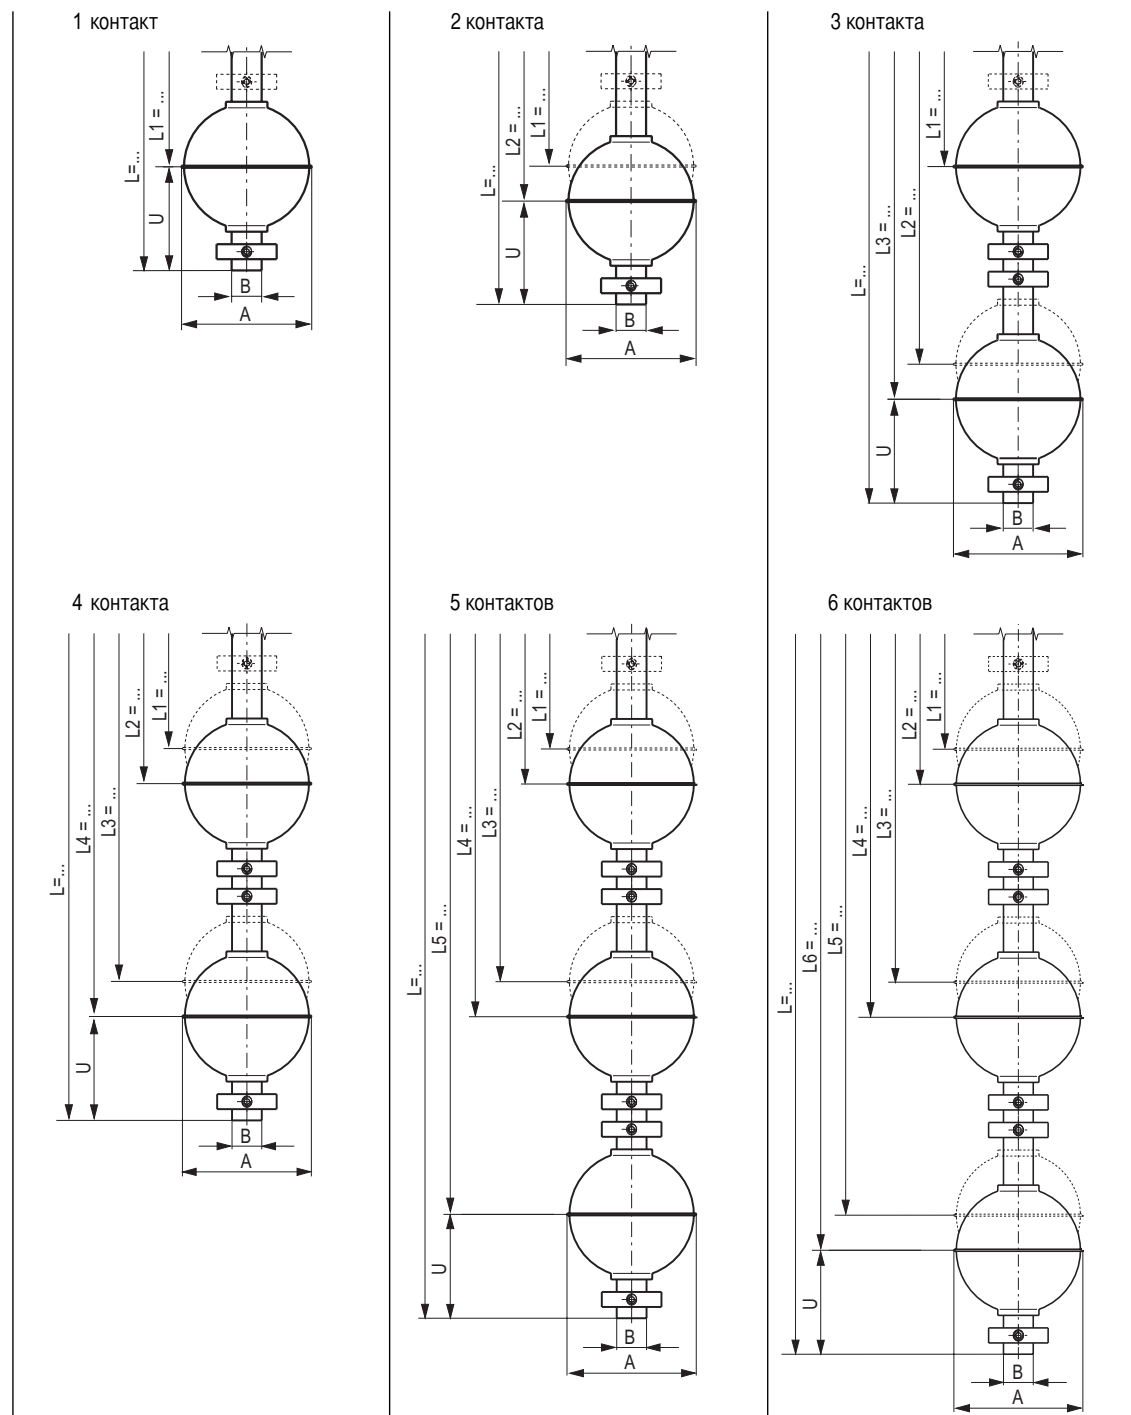 1 контакт
L=...
L1 = ...
U
B
A
2 контакта
L=...
L2 = ...
L1 = ...
U
B
A
3 контакта
L=...
L3 = ...
L2 = ...
L1 = ...
U
B
A
4 контакта
L=...
L4 = ...
L3 = ...
L2 = ...
L1 = ...
U
B
A
5 контактов
L=...
L5 = ...
L4 = ...
L3 = ...
L2 = ...
L1 = ...
U
B
A
6 контактов
L=...
L6 = ...
L5 = ...
L4 = ...
L3 = ...
L2 = ...
L1 = ...
U
B
A